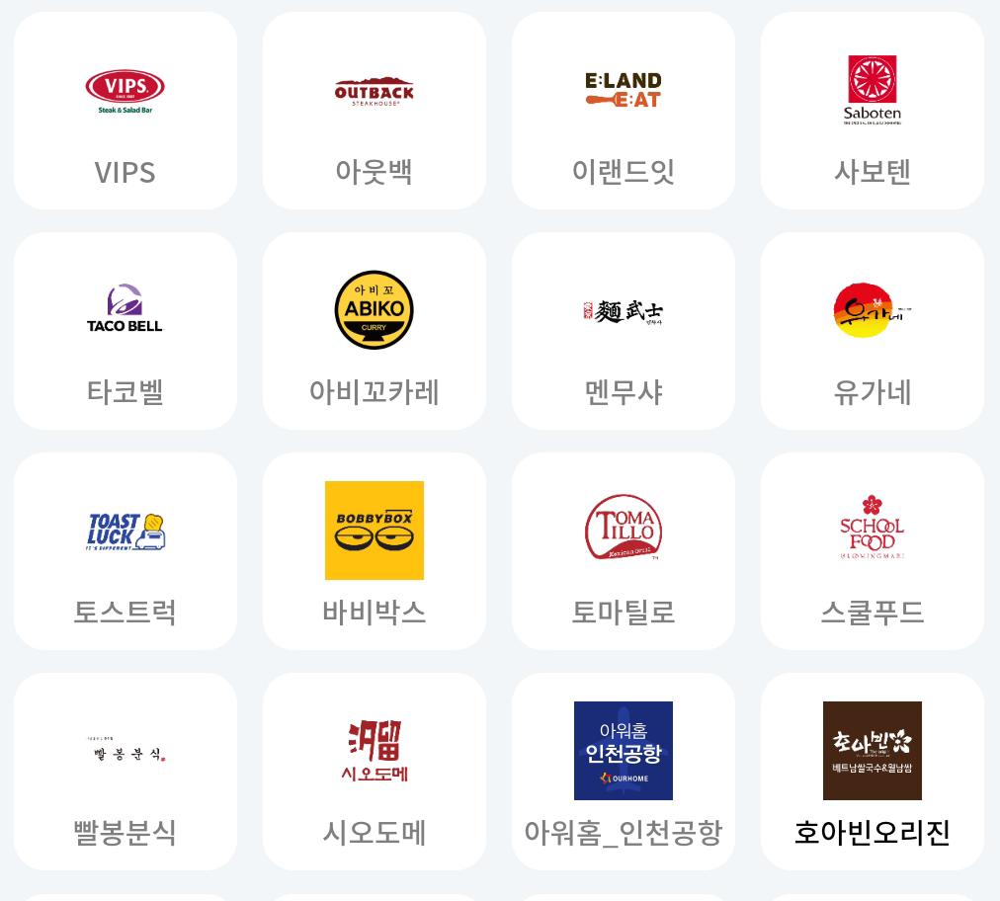 VIPS
SINCE 1997
Steak & Salad Bar
VIPS
OUTBACK
STEAKHOUSE®
아웃백
E:LAND
E:AT
이랜드잇
Saboten
사보텐
TACO BELL
타코벨
아비꼬
ABIKO
CURRY
아비꼬카레
麵武士
멘무샤
멘무샤
유가네
유가네
TOAST
LUCK
IT'S DIFFERENT
토스트럭
BOBBYBOX
바비박스
TOMA
TILLO
Mexican Grill
TM
토마틸로
SCHOOL
FOOD
BLOOMINGMARI
스쿨푸드
빨봉분식
빨봉분식
시오도메
시오도메
아워홈
인천공항
OURHOME
아워홈_인천공항
호아빈
베트남쌀국수&월남쌈
호아빈오리진